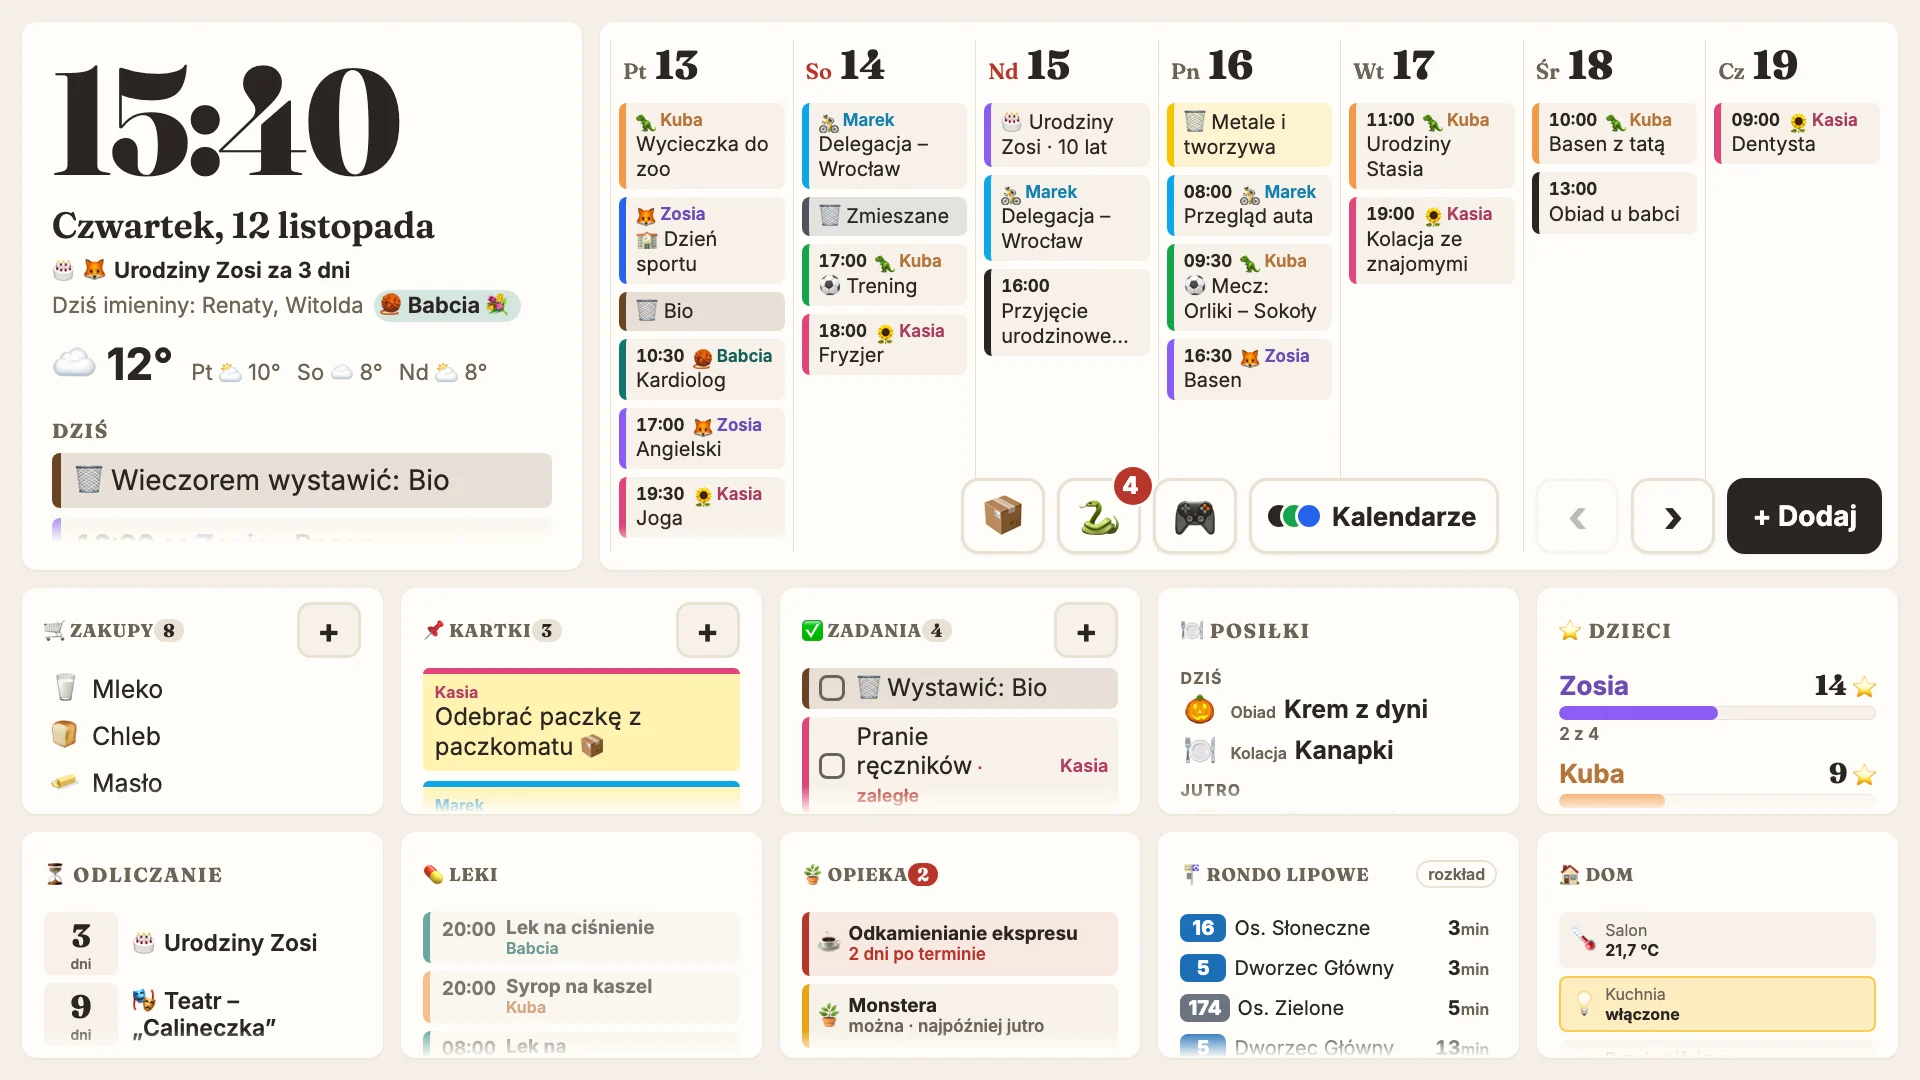 15:40
Czwartek, 12 listopada
Urodziny Zosi za 3 dni
Dziś imieniny: Renaty, Witolda Babcia
12° Pt 10° So 8° Nd 8°
DZIŚ
Wieczorem wystawić: Bio
Pt 13
Kuba
Wycieczka do
zoo
Zosia
Dzień
sportu
Bio
10:30 Babcia
Kardiolog
17:00 Zosia
Angielski
19:30 Kasia
Joga
So 14
Marek
Delegacja –
Wrocław
Zmieszane
17:00 Kuba
Trening
18:00 Kasia
Fryzjer
Nd 15
Urodziny
Zosi · 10 lat
Marek
Delegacja –
Wrocław
16:00
Przyjęcie
urodzinowe...
Pn 16
Metale i
tworzywa
08:00 Marek
Przegląd auta
09:30 Kuba
Mecz:
Orliki – Sokoły
16:30 Zosia
Basen
Wt 17
11:00 Kuba
Urodziny
Stasia
19:00 Kasia
Kolacja ze
znajomymi
Śr 18
10:00 Kuba
Basen z tatą
13:00
Obiad u babci
Cz 19
09:00 Kasia
Dentysta
4
Kalendarze
‹
›
+ Dodaj
ZAKUPY 8
+
Mleko
Chleb
Masło
KARTKI 3
+
Kasia
Odebrać paczkę z
paczkomatu
Marek
ZADANIA 4
+
Wystawić: Bio
Pranie
ręczników ·
zaległe
Kasia
POSIŁKI
DZIŚ
Obiad Krem z dyni
Kolacja Kanapki
JUTRO
DZIECI
Zosia 14
2 z 4
Kuba 9
ODLICZANIE
3
dni
Urodziny Zosi
9
dni
Teatr –
„Calineczka”
LEKI
20:00 Lek na ciśnienie
Babcia
20:00 Syrop na kaszel
Kuba
08:00 Lek na
OPIEKA 2
Odkamienianie ekspresu
2 dni po terminie
Monstera
można · najpóźniej jutro
RONDO LIPOWE rozkład
16 Os. Słoneczne 3min
5 Dworzec Główny 3min
174 Os. Zielone 5min
5 Dworzec Główny 13min
DOM
Salon
21,7 °C
Kuchnia
włączone